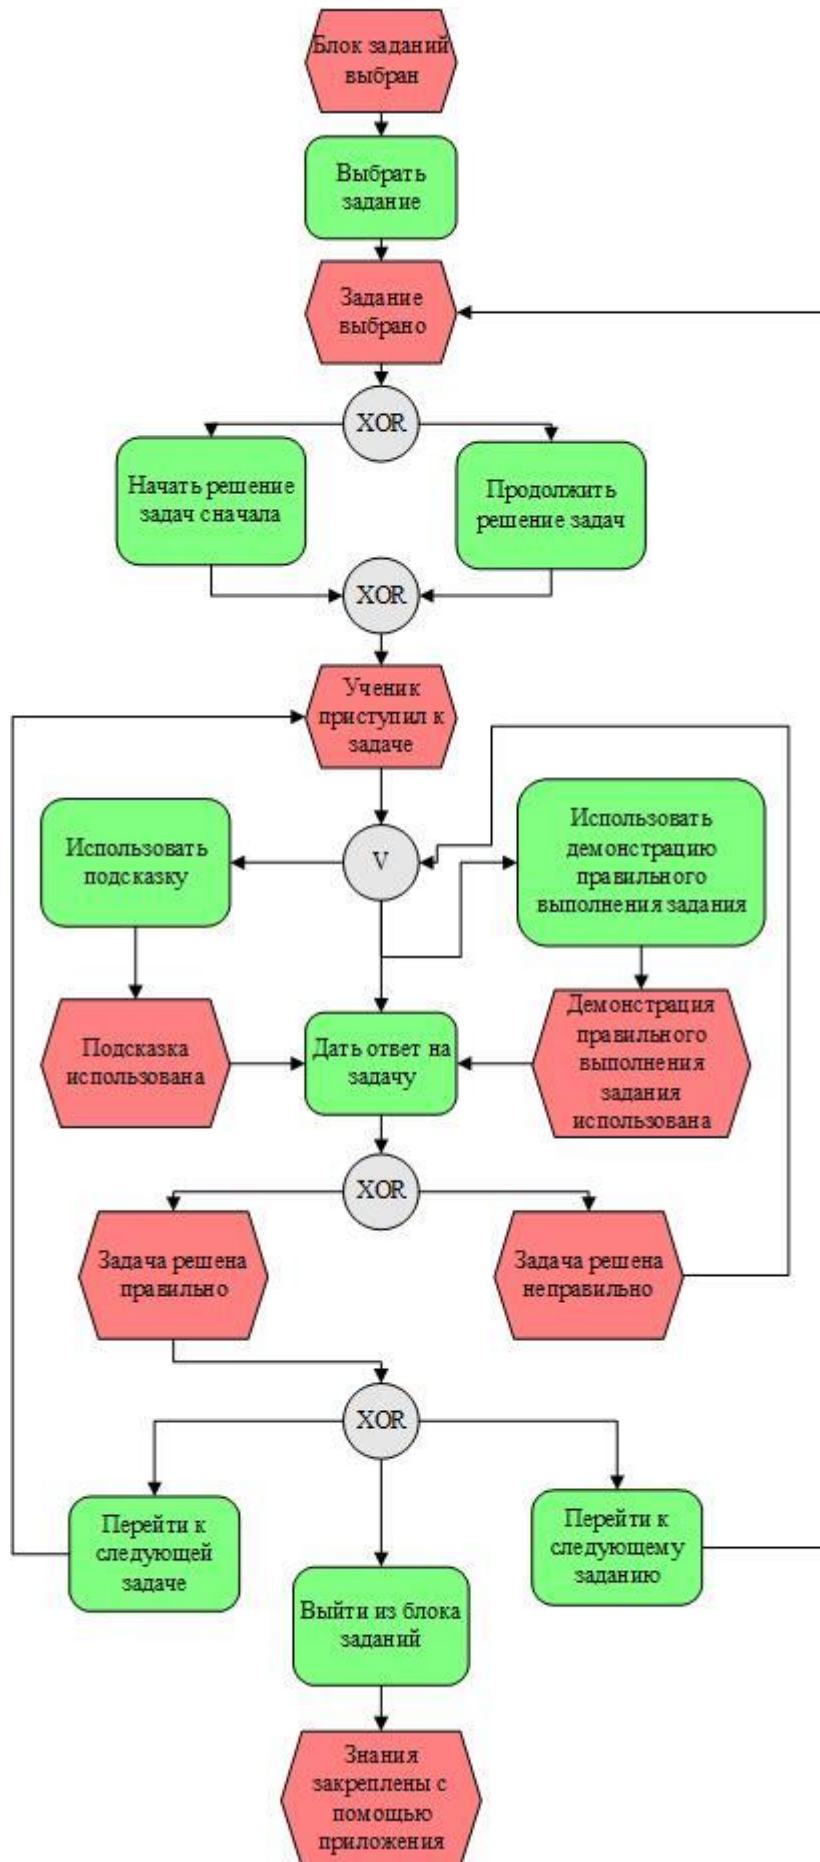 Блок заданий
выбран
Выбрать
задание
Задание
выбрано
XOR
Начать решение
задач сначала
Продолжить
решение задач
XOR
Ученик
приступил к
задаче
V
Использовать
подсказку
Использовать
демонстрацию
правильного
выполнения задания
Подсказка
использована
Дать ответ на
задачу
Демонстрация
правильного
выполнения
задания
использована
XOR
Задача решена
правильно
Задача решена
неправильно
XOR
Перейти к
следующей
задаче
Выйти из блока
заданий
Перейти к
следующему
заданию
Знания
закреплены с
помощью
приложения